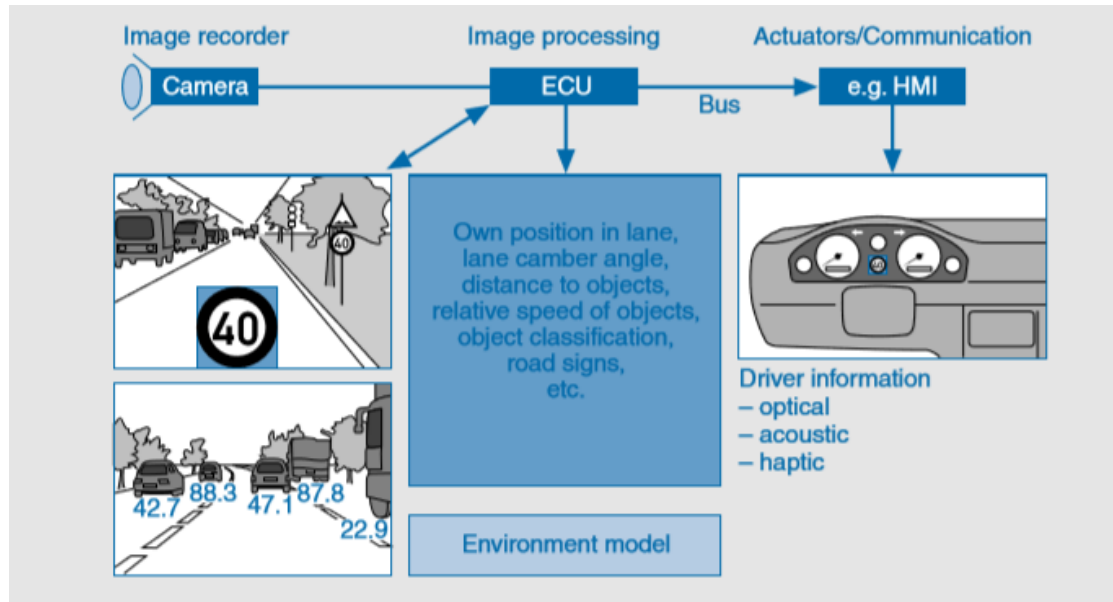 Image recorder
Image processing
Actuators/Communication
Camera
ECU
Bus
e.g. HMI
40
40
42.7
88.3
47.1
87.8
22.9
Own position in lane,
lane camber angle,
distance to objects,
relative speed of objects,
object classification,
road signs,
etc.
Environment model
40
Driver information
– optical
– acoustic
– haptic